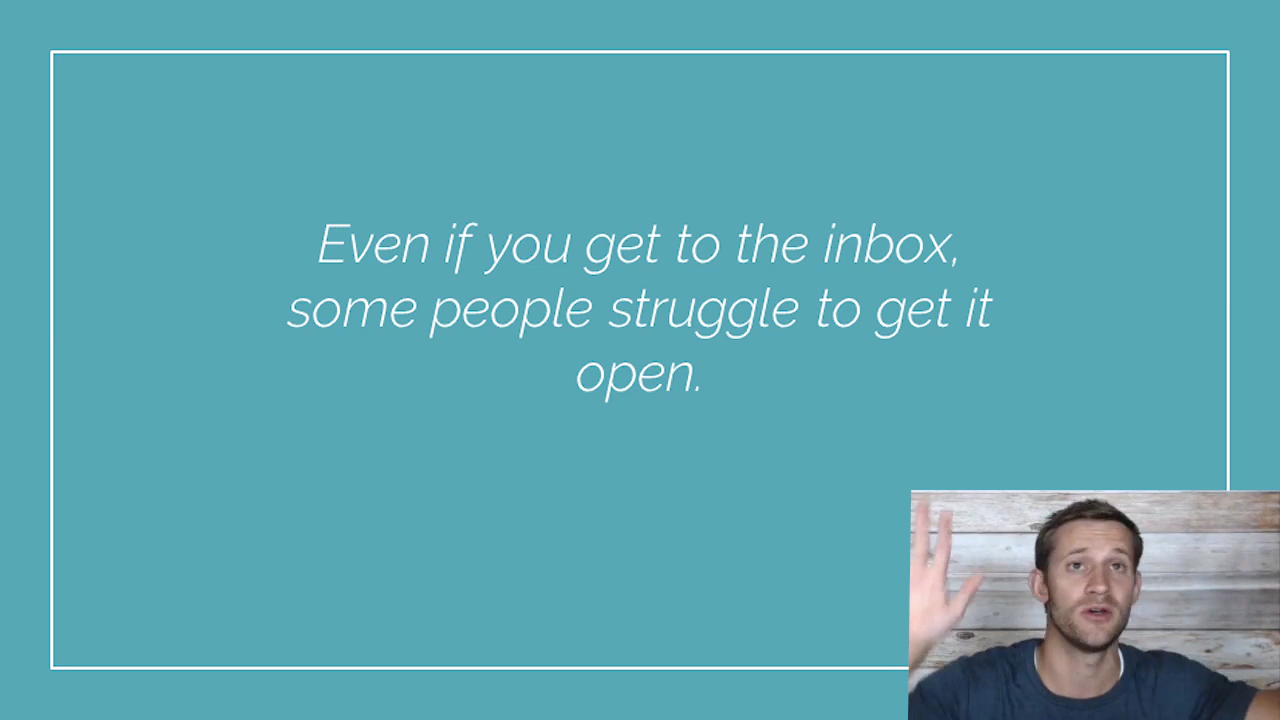 Even if you get to the inbox,
some people struggle to get it
open.